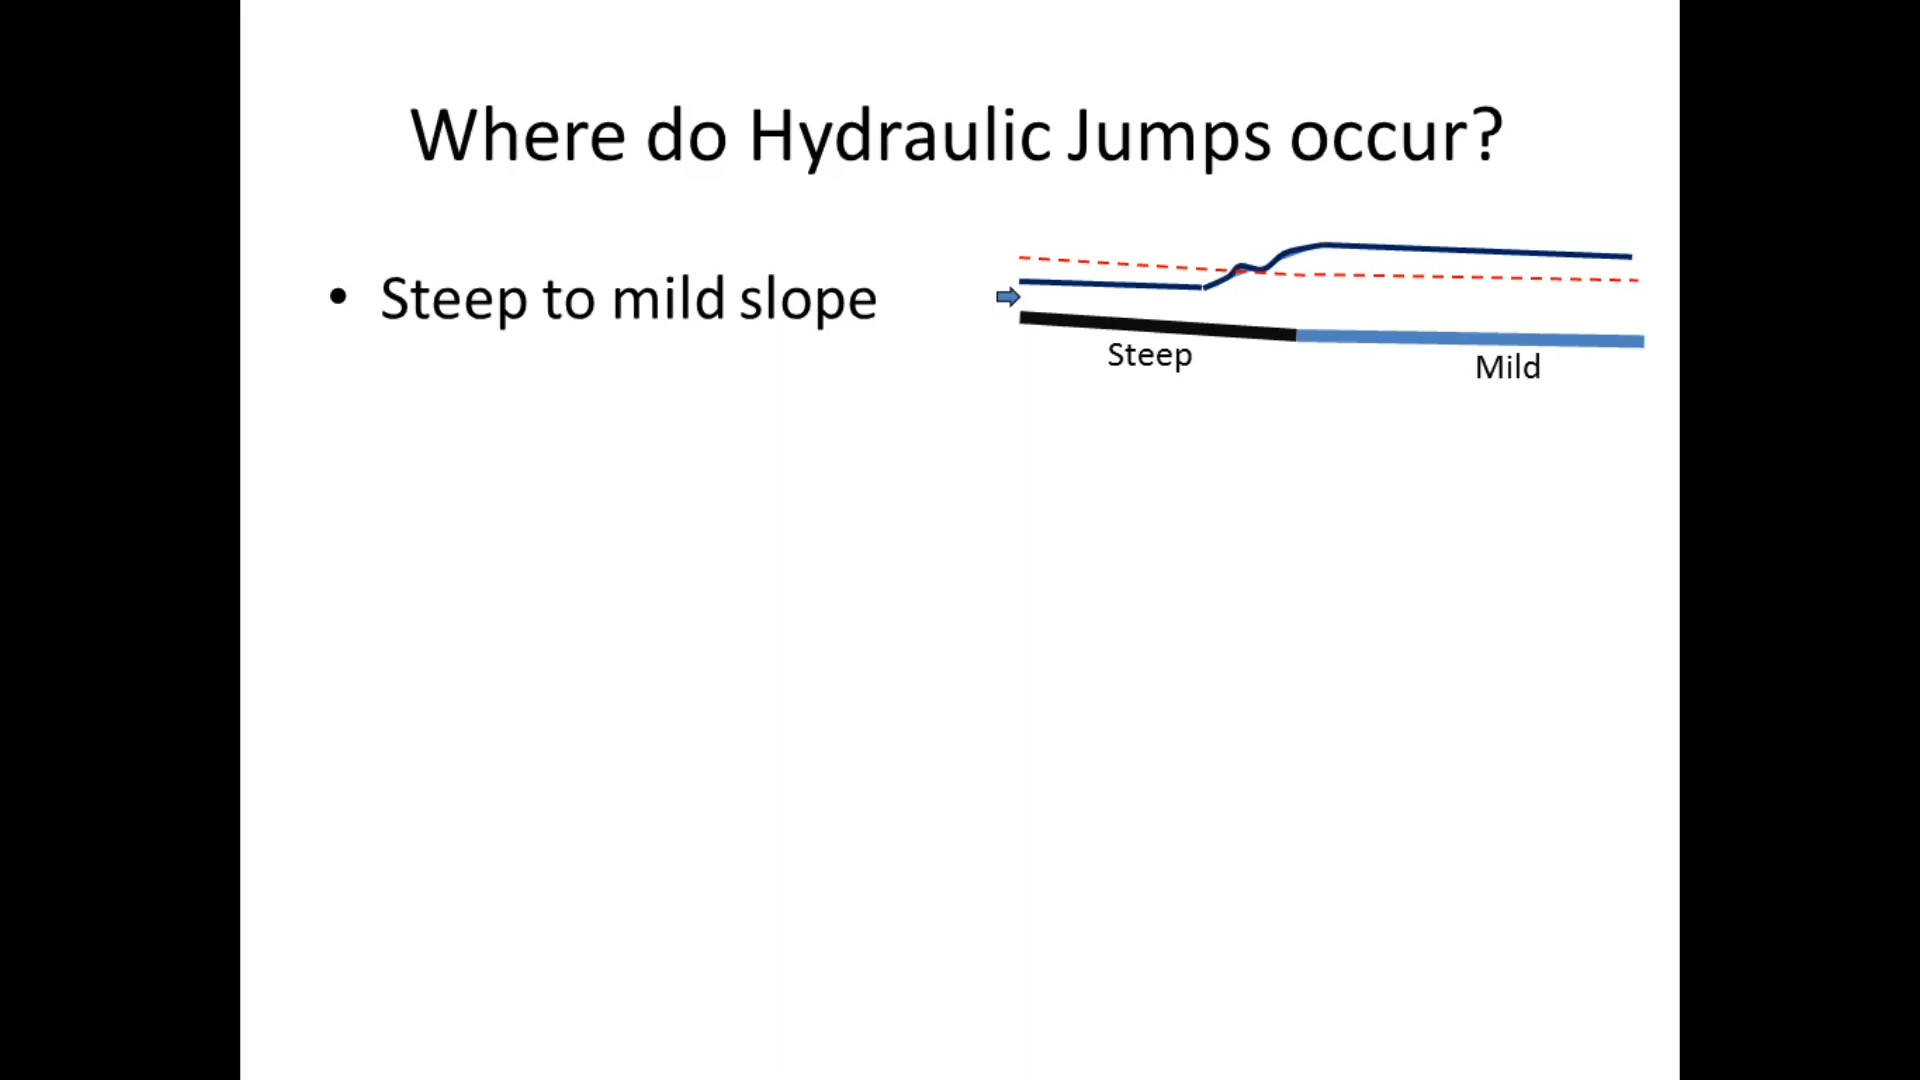 Where do Hydraulic Jumps occur?
• Steep to mild slope
Steep
Mild